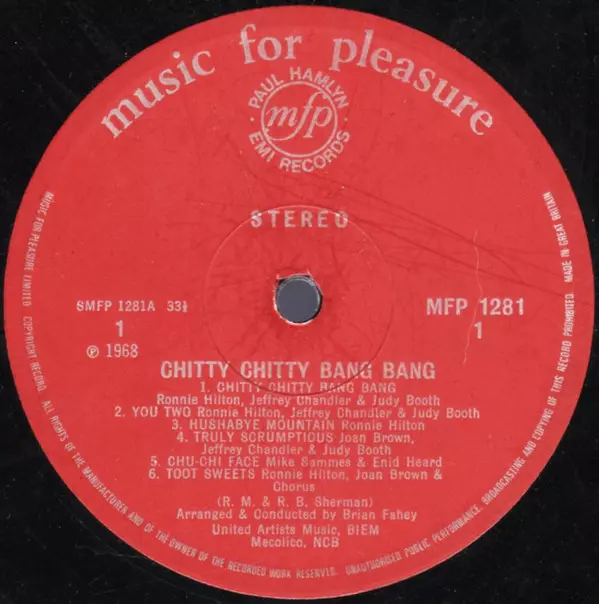 music for pleasure
PAUL HAMLYN
mfp
EMI RECORDS
STEREO
SMFP 1281A 33⅓
1
℗ 1968
MFP 1281
1
CHITTY CHITTY BANG BANG
1. CHITTY CHITTY BANG BANG
Ronnie Hilton, Jeffrey Chandler & Judy Booth
2. YOU TWO Ronnie Hilton, Jeffrey Chandler & Judy Booth
3. HUSHABYE MOUNTAIN Ronnie Hilton
4. TRULY SCRUMPTIOUS Joan Brown,
Jeffrey Chandler & Judy Booth
5. CHU-CHI FACE Mike Sammes & Enid Heard
6. TOOT SWEETS Ronnie Hilton, Joan Brown &
Chorus
(R. M. & R. B. Sherman)
Arranged & Conducted by Brian Fahey
United Artists Music, BIEM
Mecolico, NCB
MUSIC FOR PLEASURE LIMITED COPYRIGHT RECORD. ALL RIGHTS OF THE MANUFACTURER AND OF THE OWNER OF THE RECORDED WORK RESERVED. UNAUTHORISED PUBLIC PERFORMANCE, BROADCASTING AND COPYING OF THIS RECORD PROHIBITED. MADE IN GREAT BRITAIN